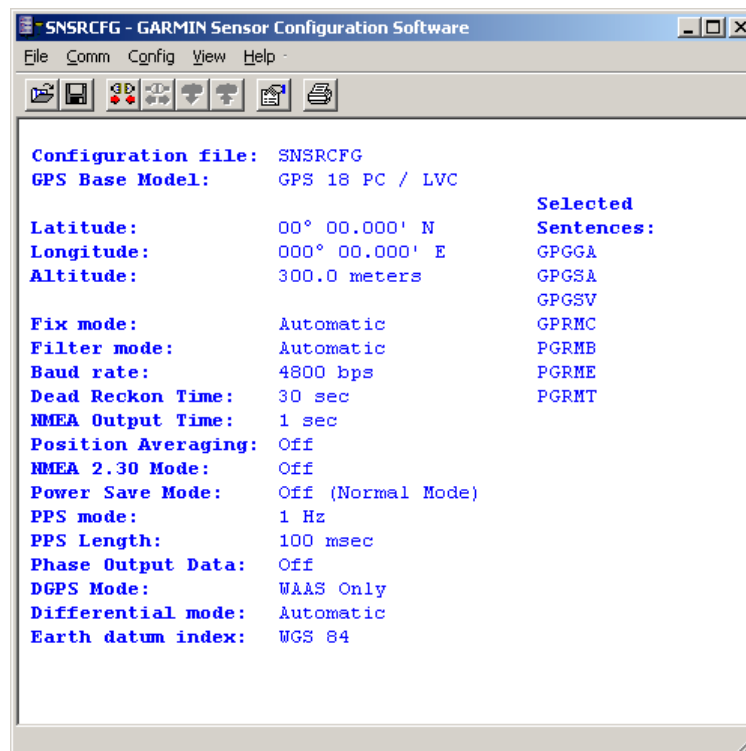 SNSRCFG - GARMIN Sensor Configuration Software
File Comm Config View Help
Configuration file: SNSRCFG
GPS Base Model: GPS 18 PC / LVC
Selected
Latitude: 00° 00.000' N Sentences:
Longitude: 000° 00.000' E GPGGA
Altitude: 300.0 meters GPGSA
GPGSV
Fix mode: Automatic GPRMC
Filter mode: Automatic PGRMB
Baud rate: 4800 bps PGRME
Dead Reckon Time: 30 sec PGRMT
NMEA Output Time: 1 sec
Position Averaging: Off
NMEA 2.30 Mode: Off
Power Save Mode: Off (Normal Mode)
PPS mode: 1 Hz
PPS Length: 100 msec
Phase Output Data: Off
DGPS Mode: WAAS Only
Differential mode: Automatic
Earth datum index: WGS 84